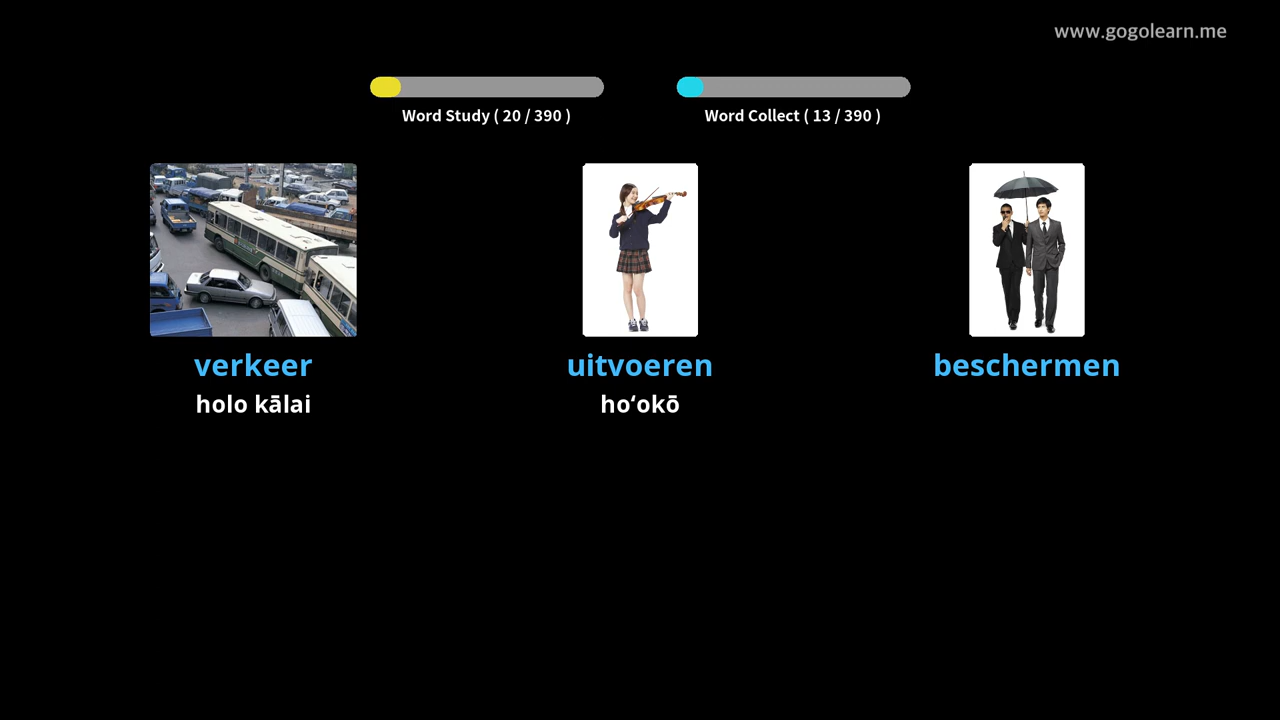 www.gogolearn.me
Word Study ( 20 / 390 )
Word Collect ( 13 / 390 )
verkeer
uitvoeren
beschermen
holo kālai
hoʻokō